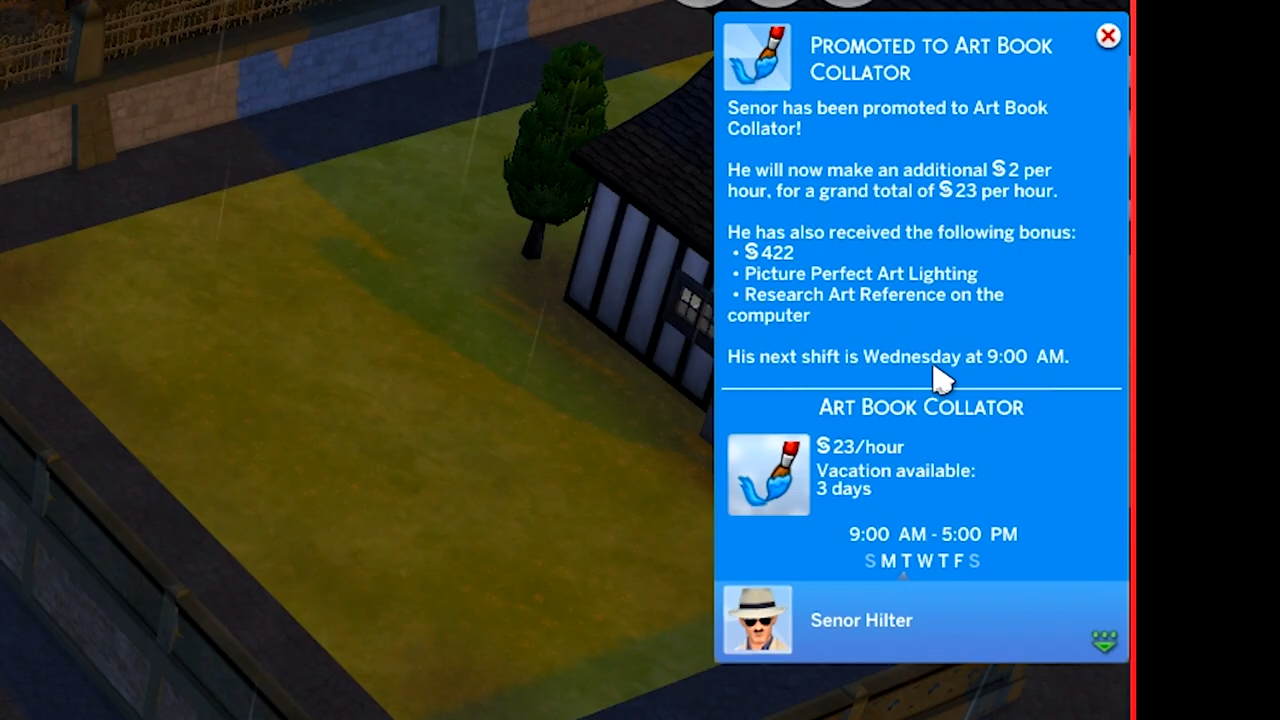 Promoted to Art Book
Collator
Senor has been promoted to Art Book
Collator!
He will now make an additional §2 per
hour, for a grand total of §23 per hour.
He has also received the following bonus:
• §422
• Picture Perfect Art Lighting
• Research Art Reference on the
computer
His next shift is Wednesday at 9:00 AM.
Art Book Collator
§23/hour
Vacation available:
3 days
9:00 AM - 5:00 PM
S M T W T F S
Senor Hilter